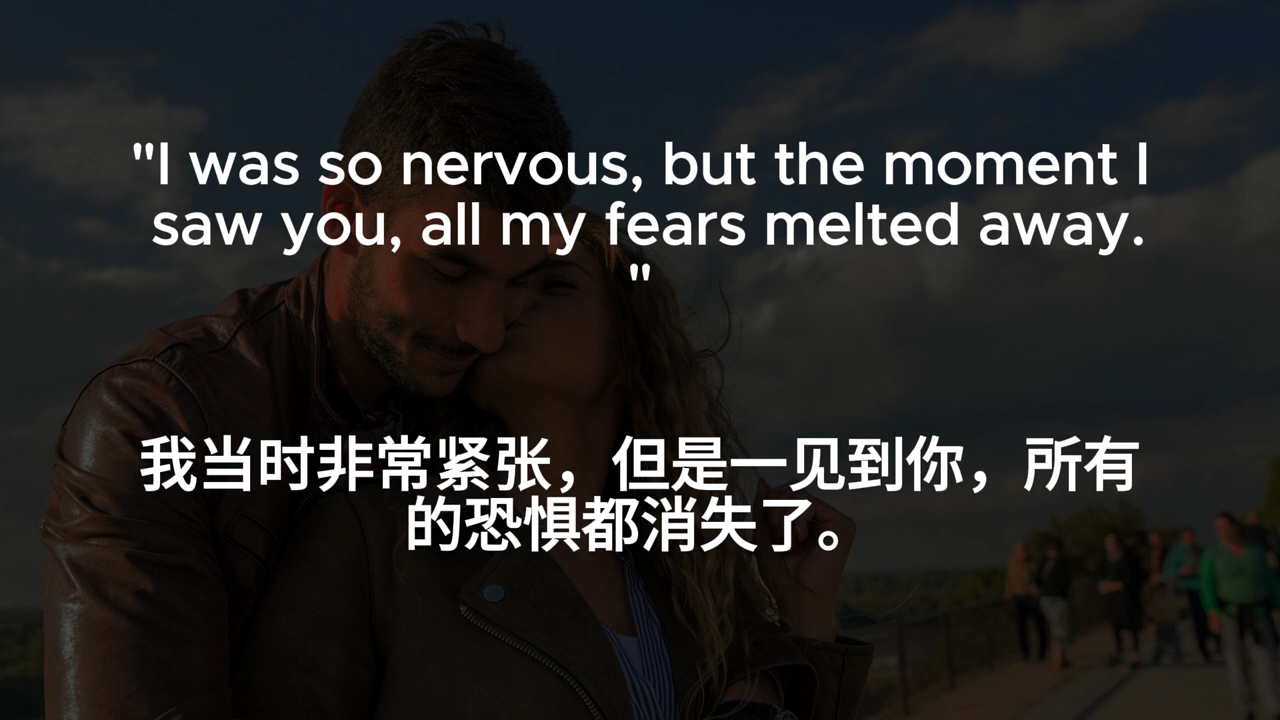 "I was so nervous, but the moment I
saw you, all my fears melted away.
"
我当时非常紧张，但是一见到你，所有
的恐惧都消失了。